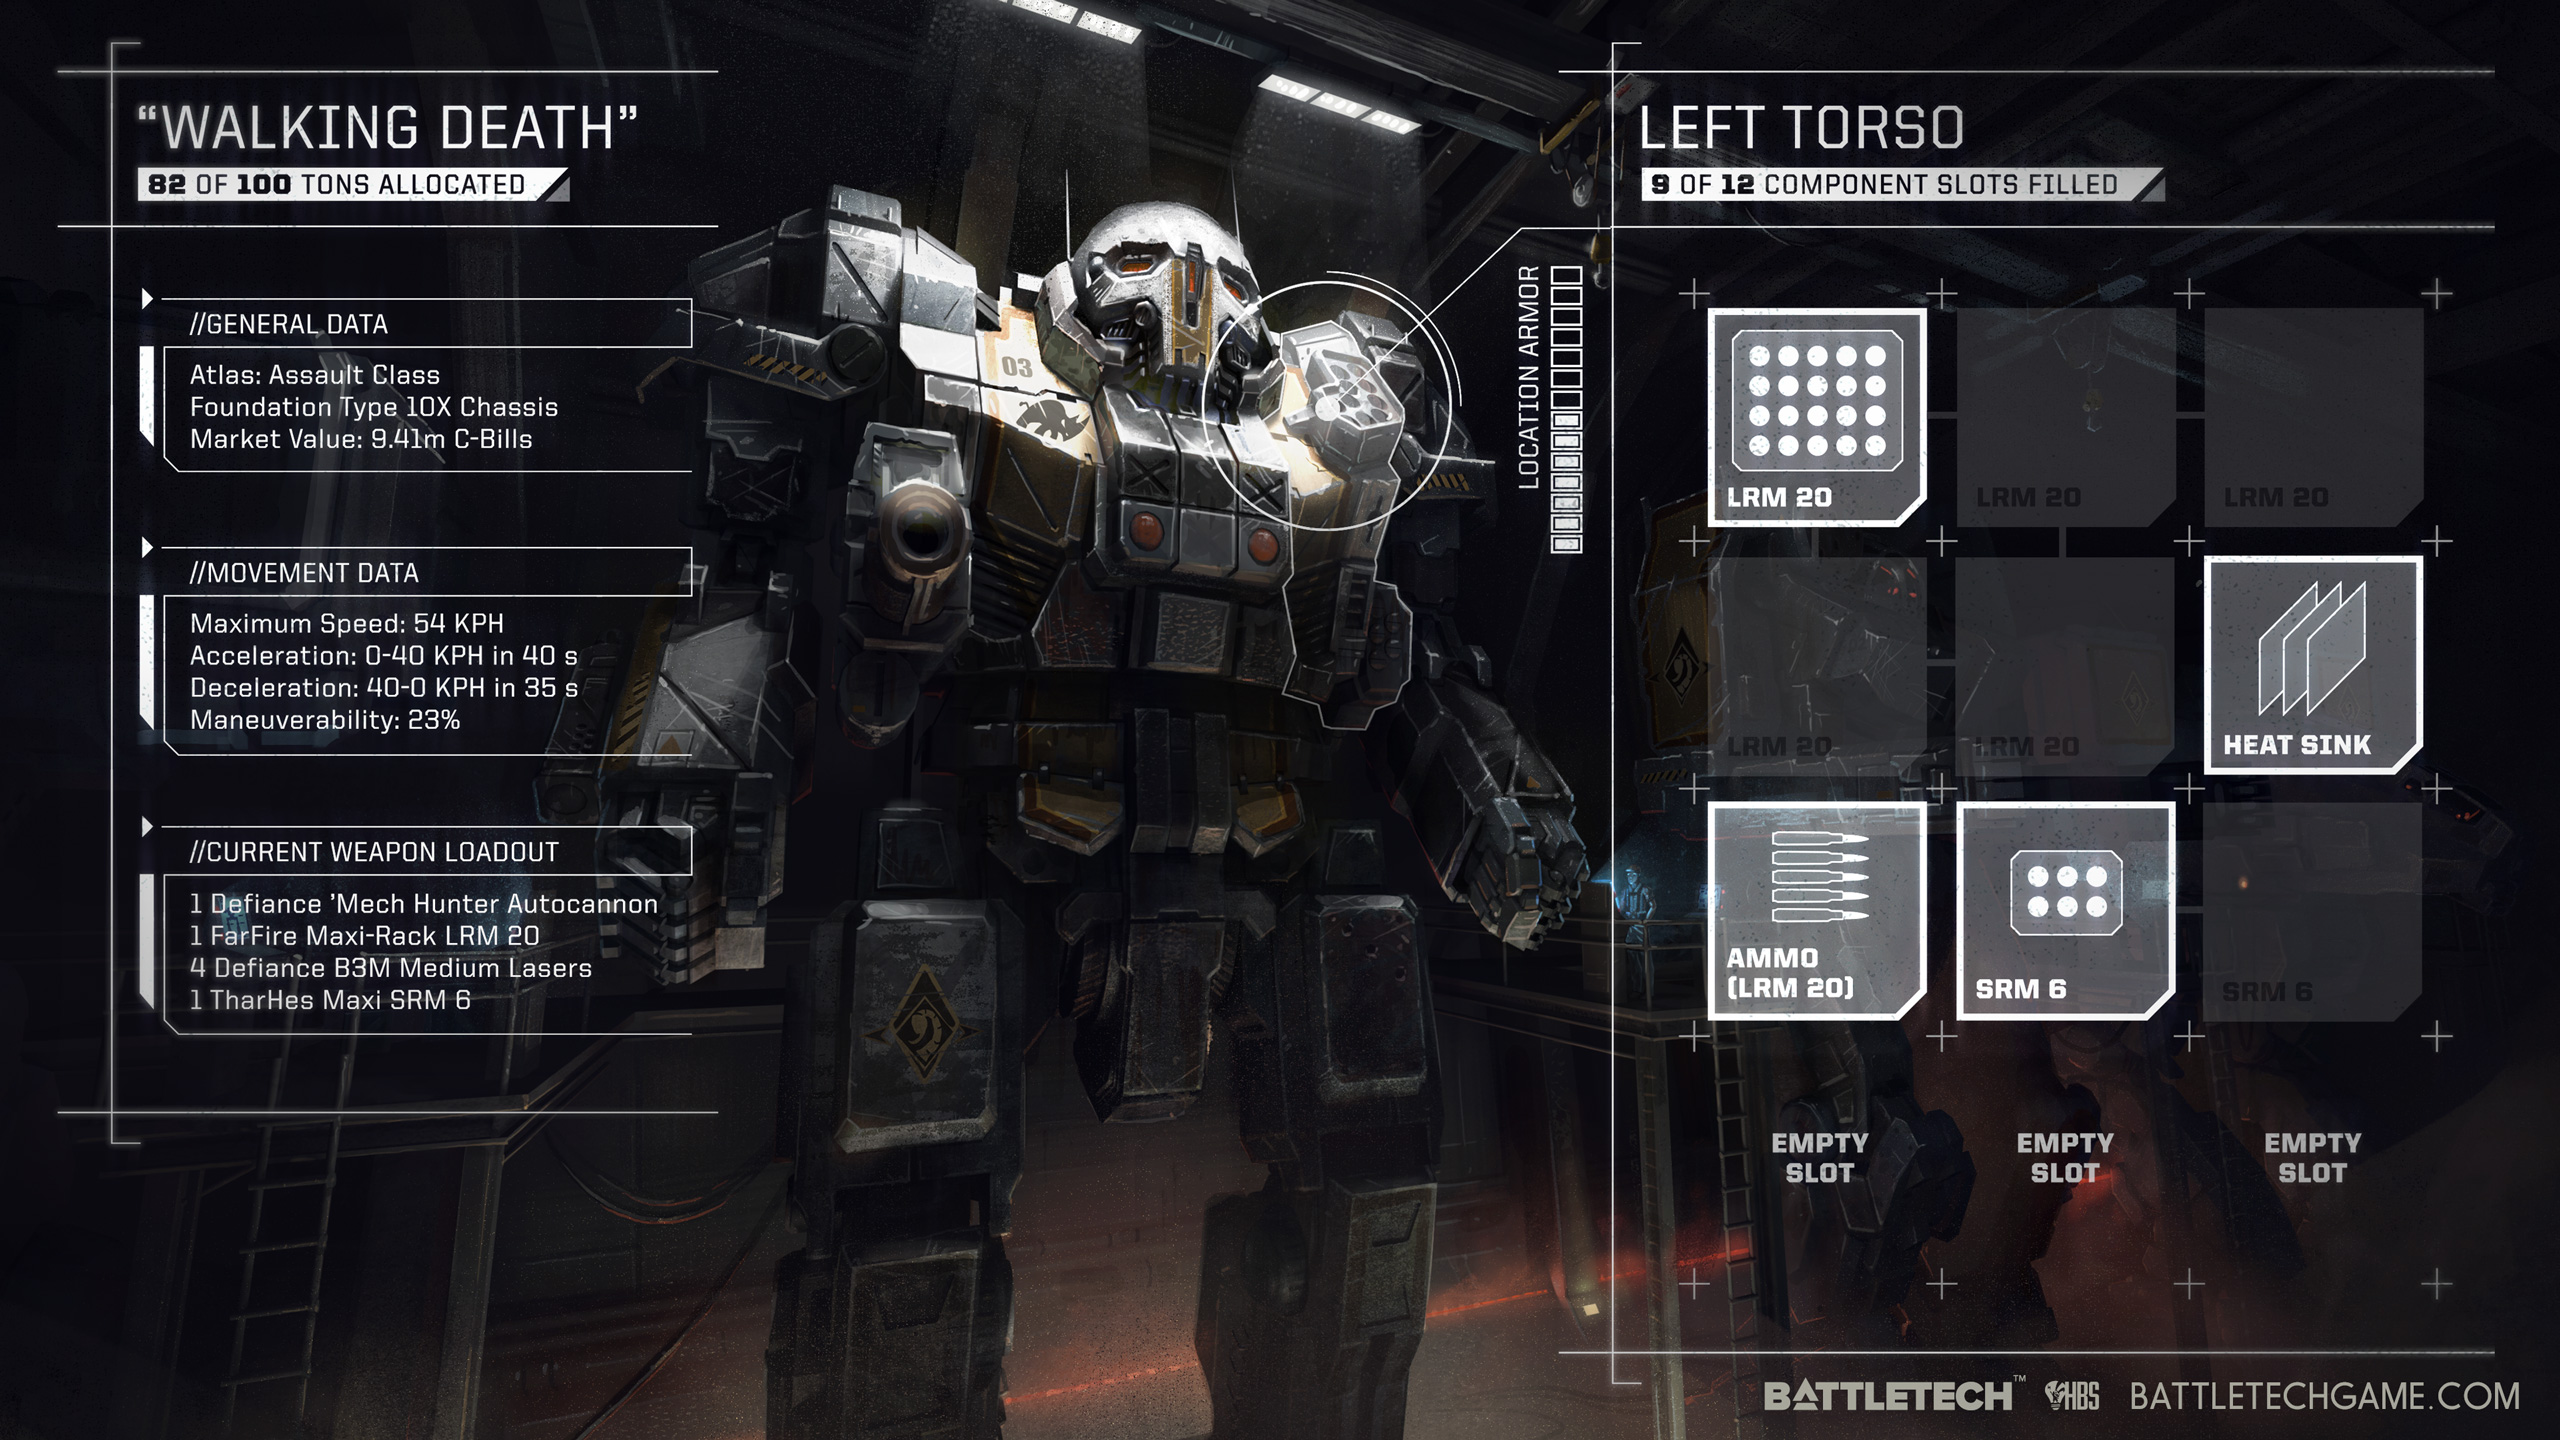 “WALKING DEATH”
82 OF 100 TONS ALLOCATED
//GENERAL DATA
Atlas: Assault Class
Foundation Type 10X Chassis
Market Value: 9.41m C-Bills
//MOVEMENT DATA
Maximum Speed: 54 KPH
Acceleration: 0-40 KPH in 40 s
Deceleration: 40-0 KPH in 35 s
Maneuverability: 23%
//CURRENT WEAPON LOADOUT
1 Defiance ’Mech Hunter Autocannon
1 FarFire Maxi-Rack LRM 20
4 Defiance B3M Medium Lasers
1 TharHes Maxi SRM 6
03
LOCATION ARMOR
LEFT TORSO
9 OF 12 COMPONENT SLOTS FILLED
LRM 20
LRM 20
LRM 20
LRM 20
LRM 20
HEAT SINK
AMMO
(LRM 20)
SRM 6
SRM 6
EMPTY
SLOT
EMPTY
SLOT
EMPTY
SLOT
BATTLETECH™
HBS
BATTLETECHGAME.COM